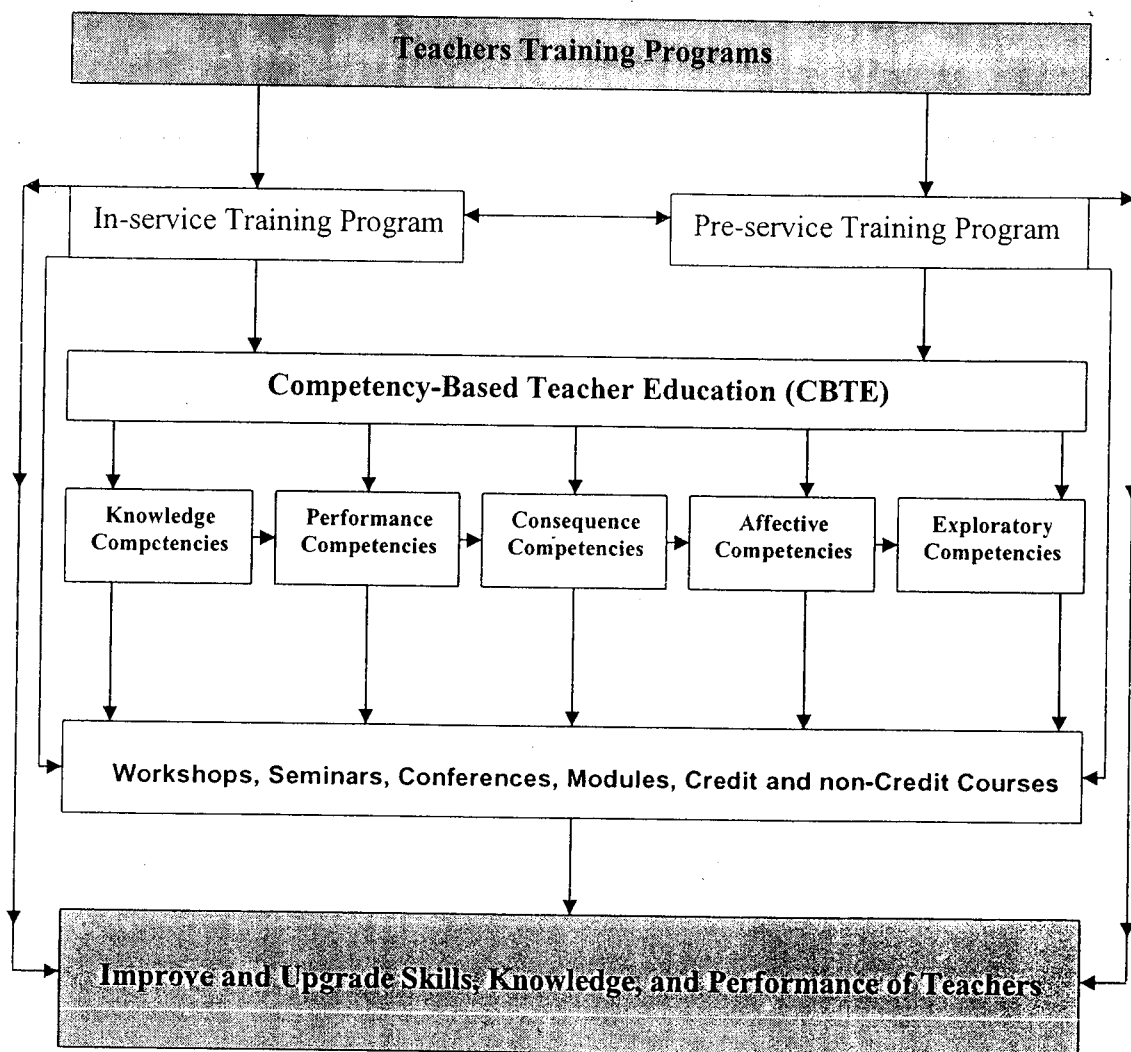 Teachers Training Programs
In-service Training Program
Pre-service Training Program
Competency-Based Teacher Education (CBTE)
Knowledge
Competencies
Performance
Competencies
Consequence
Competencies
Affective
Competencies
Exploratory
Competencies
Workshops, Seminars, Conferences, Modules, Credit and non-Credit Courses
Improve and Upgrade Skills, Knowledge, and Performance of Teachers